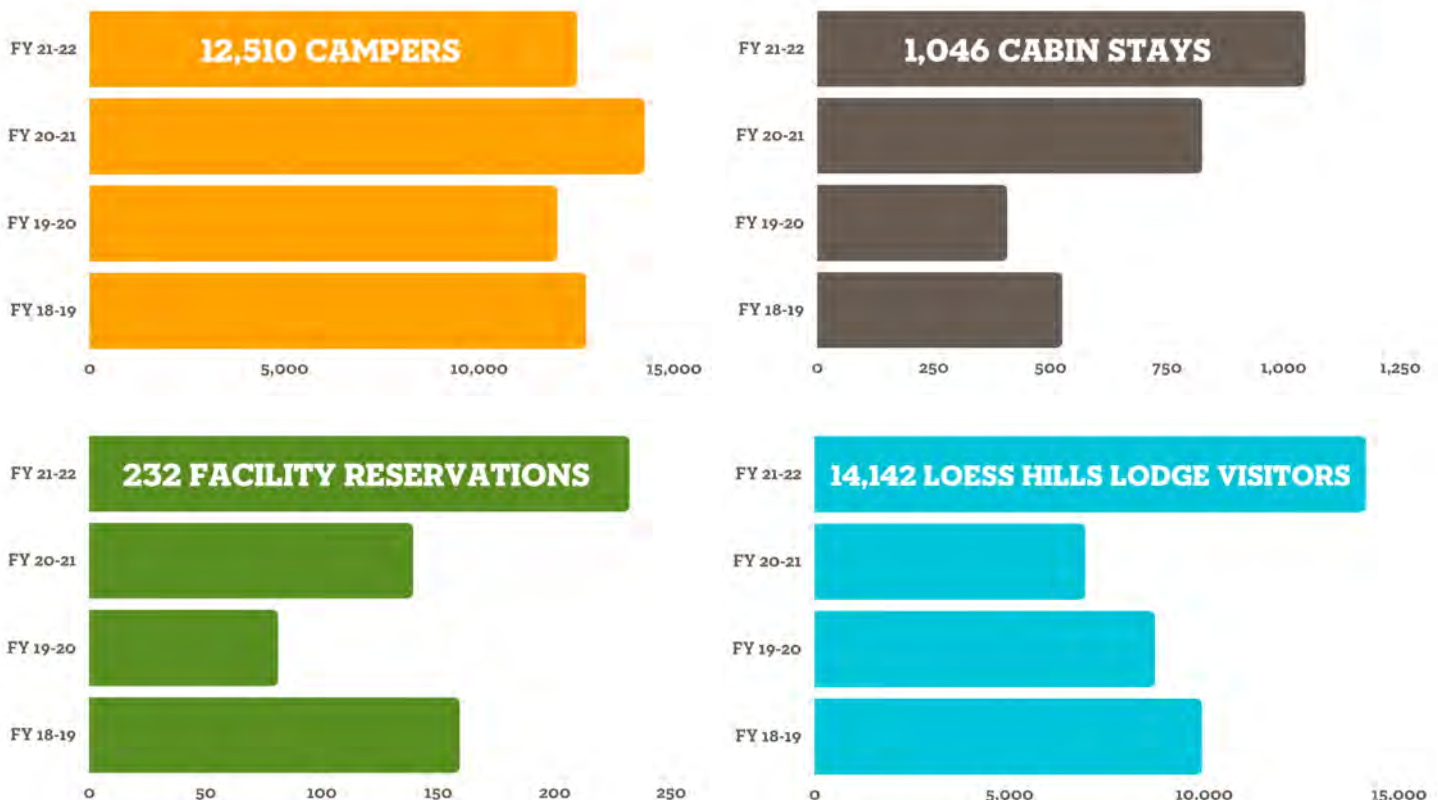 FY 21-22
12,510 CAMPERS
FY 20-21
FY 19-20
FY 18-19
0 5,000 10,000 15,000
FY 21-22
1,046 CABIN STAYS
FY 20-21
FY 19-20
FY 18-19
0 250 500 750 1,000 1,250
FY 21-22
232 FACILITY RESERVATIONS
FY 20-21
FY 19-20
FY 18-19
0 50 100 150 200 250
FY 21-22
14,142 LOESS HILLS LODGE VISITORS
FY 20-21
FY 19-20
FY 18-19
0 5,000 10,000 15,000